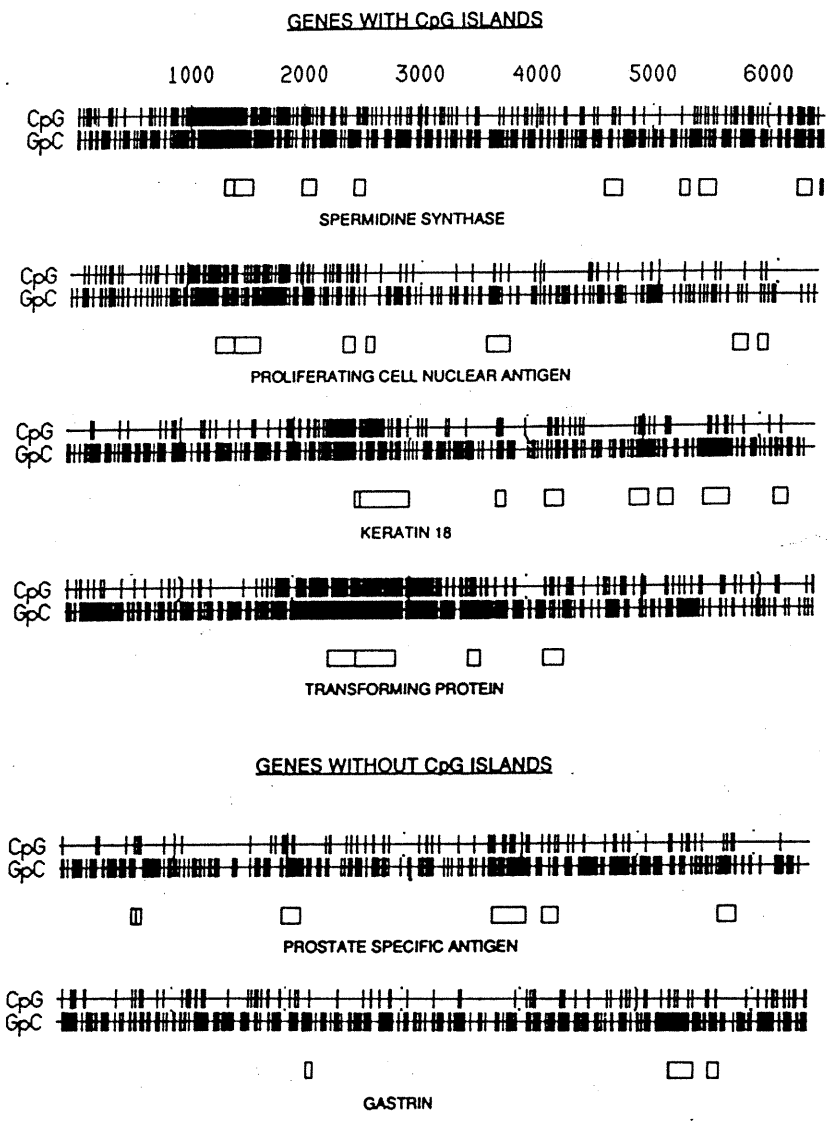 GENES WITH CpG ISLANDS
1000 2000 3000 4000 5000 6000
CpG
GpC
SPERMIDINE SYNTHASE
CpG
GpC
PROLIFERATING CELL NUCLEAR ANTIGEN
CpG
GpC
KERATIN 18
CpG
GpC
TRANSFORMING PROTEIN
GENES WITHOUT CpG ISLANDS
CpG
GpC
PROSTATE SPECIFIC ANTIGEN
CpG
GpC
GASTRIN